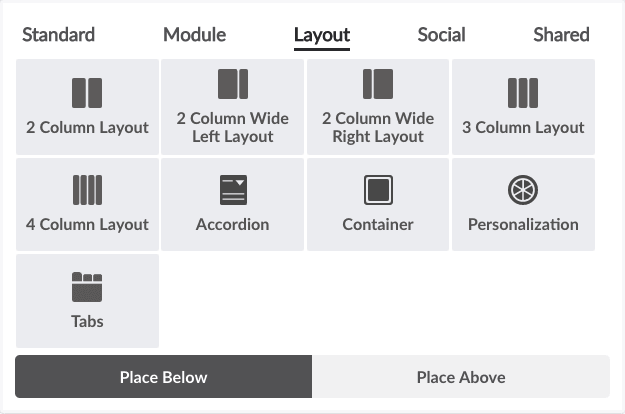 Standard Module Layout Social Shared
2 Column Layout
2 Column Wide
Left Layout
2 Column Wide
Right Layout
3 Column Layout
4 Column Layout
Accordion
Container
Personalization
Tabs
Place Below
Place Above